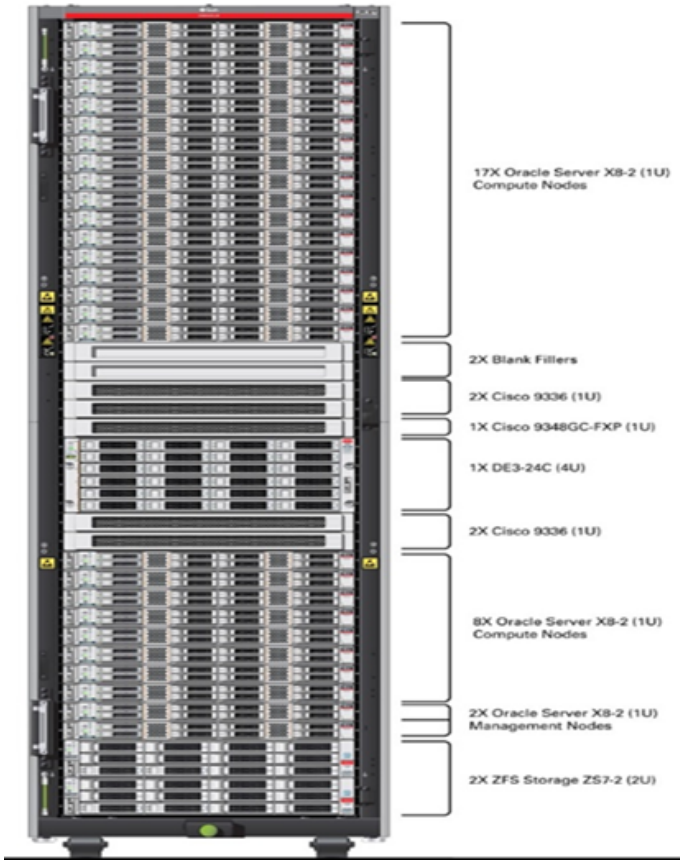 17X Oracle Server X8-2 (1U)
Compute Nodes
2X Blank Fillers
2X Cisco 9336 (1U)
1X Cisco 9348GC-FXP (1U)
1X DE3-24C (4U)
2X Cisco 9336 (1U)
8X Oracle Server X8-2 (1U)
Compute Nodes
2X Oracle Server X8-2 (1U)
Management Nodes
2X ZFS Storage ZS7-2 (2U)